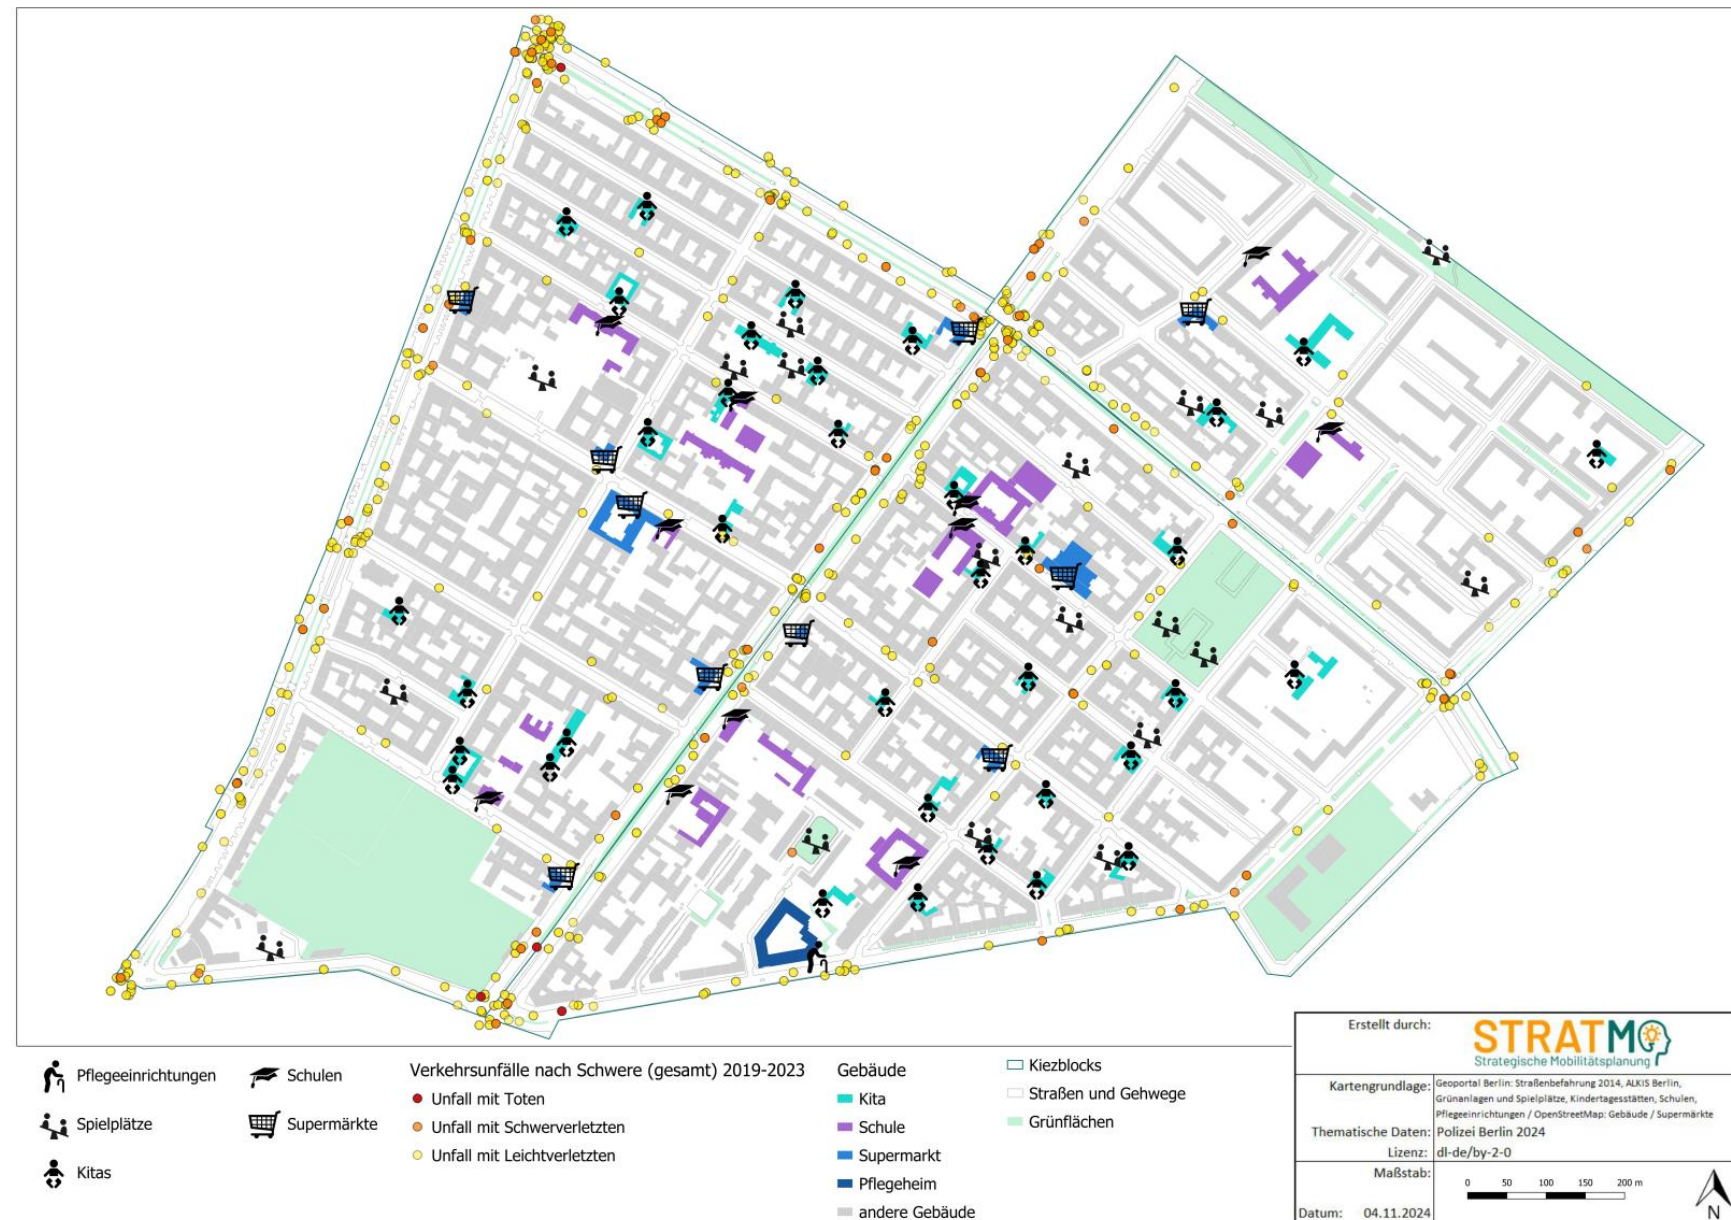 Pflegeeinrichtungen
Spielplätze
Kitas
Schulen
Supermärkte
Verkehrsunfälle nach Schwere (gesamt) 2019-2023
Unfall mit Toten
Unfall mit Schwerverletzten
Unfall mit Leichtverletzten
Gebäude
Kita
Schule
Supermarkt
Pflegeheim
andere Gebäude
Kiezblocks
Straßen und Gehwege
Grünflächen
Erstellt durch:
STRATMO
Strategische Mobilitätsplanung
Kartengrundlage:
Geoportal Berlin: Straßenbefahrung 2014, ALKIS Berlin,
Grünanlagen und Spielplätze, Kindertagesstätten, Schulen,
Pflegeeinrichtungen / OpenStreetMap: Gebäude / Supermärkte
Thematische Daten: Polizei Berlin 2024
Lizenz: dl-de/by-2-0
Maßstab:
0 50 100 150 200 m
Datum: 04.11.2024
N